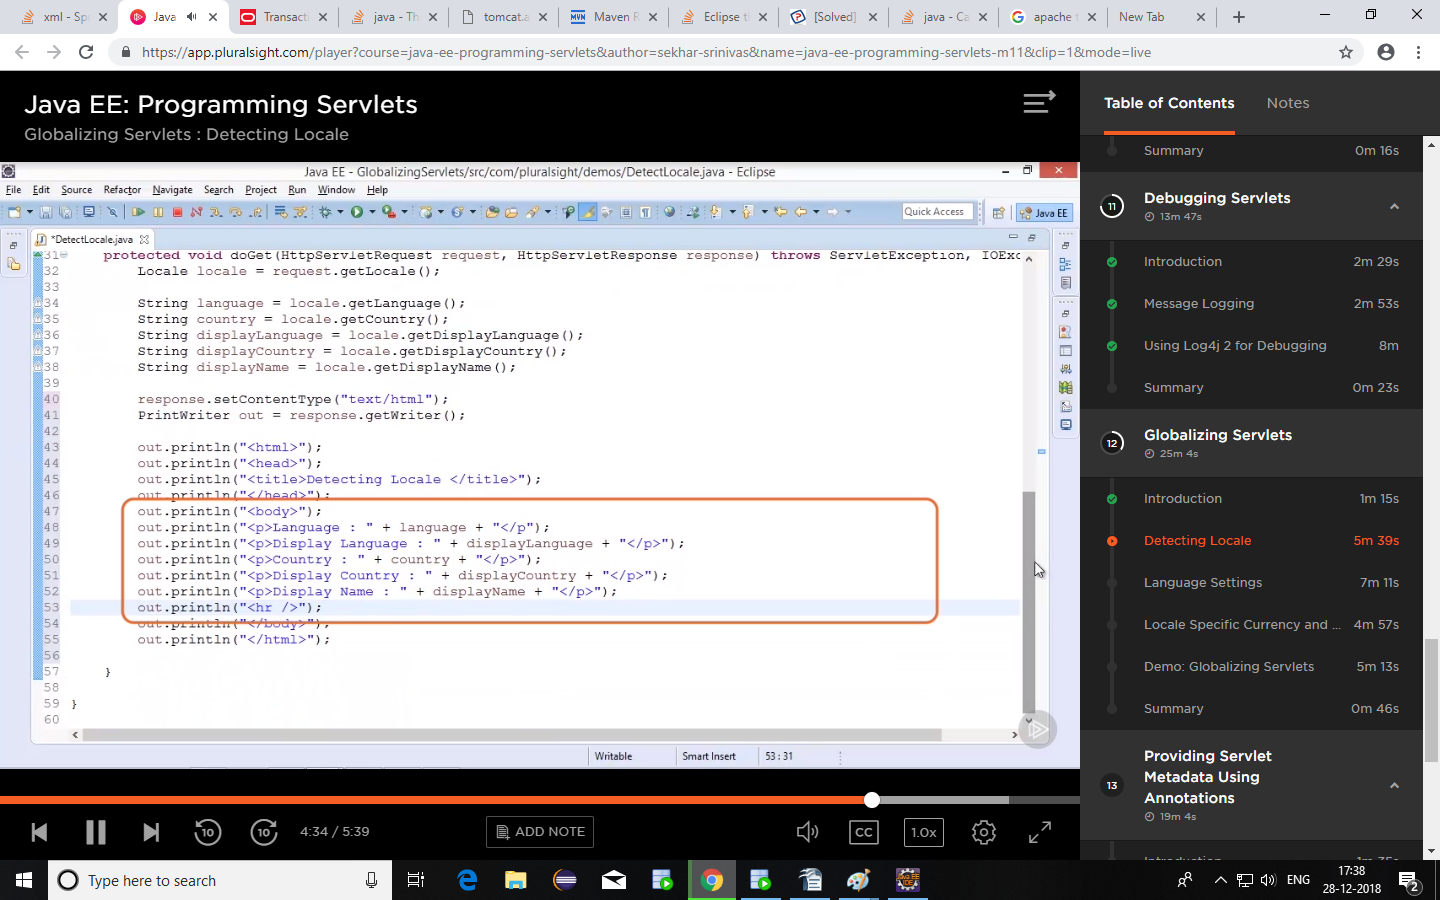 xml - Sp
Java
Transacti
java - Th
tomcat.a
Maven R
Eclipse t
[Solved]
java - Ca
apache
New Tab
https://app.pluralsight.com/player?course=java-ee-programming-servlets&author=sekhar-srinivas&name=java-ee-programming-servlets-m11&clip=1&mode=live
Java EE: Programming Servlets
Globalizing Servlets : Detecting Locale
Java EE - GlobalizingServlets/src/com/pluralsight/demos/DetectLocale.java - Eclipse
File Edit Source Refactor Navigate Search Project Run Window Help
Quick Access
Java EE
*DetectLocale.java
31 protected void doGet(HttpServletRequest request, HttpServletResponse response) throws ServletException, IOExc
32 Locale locale = request.getLocale();
33
34 String language = locale.getLanguage();
35 String country = locale.getCountry();
36 String displayLanguage = locale.getDisplayLanguage();
37 String displayCountry = locale.getDisplayCountry();
38 String displayName = locale.getDisplayName();
39
40 response.setContentType("text/html");
41 PrintWriter out = response.getWriter();
42
43 out.println("<html>");
44 out.println("<head>");
45 out.println("<title>Detecting Locale </title>");
46 out.println("</head>");
47 out.println("<body>");
48 out.println("<p>Language : " + language + "</p");
49 out.println("<p>Display Language : " + displayLanguage + "</p>");
50 out.println("<p>Country : " + country + "</p>");
51 out.println("<p>Display Country : " + displayCountry + "</p>");
52 out.println("<p>Display Name : " + displayName + "</p>");
53 out.println("<hr />");
54 out.println("</body>");
55 out.println("</html>");
56
57 }
58
59 }
60
Writable
Smart Insert
53 : 31
10
10
4:34 / 5:39
ADD NOTE
CC
1.0x
Table of Contents
Notes
Summary 0m 16s
11 Debugging Servlets
13m 47s
Introduction 2m 29s
Message Logging 2m 53s
Using Log4j 2 for Debugging 8m
Summary 0m 23s
12 Globalizing Servlets
25m 4s
Introduction 1m 15s
Detecting Locale 5m 39s
Language Settings 7m 11s
Locale Specific Currency and ... 4m 57s
Demo: Globalizing Servlets 5m 13s
Summary 0m 46s
13 Providing Servlet
Metadata Using
Annotations
19m 4s
Type here to search
ENG
17:38
28-12-2018
2